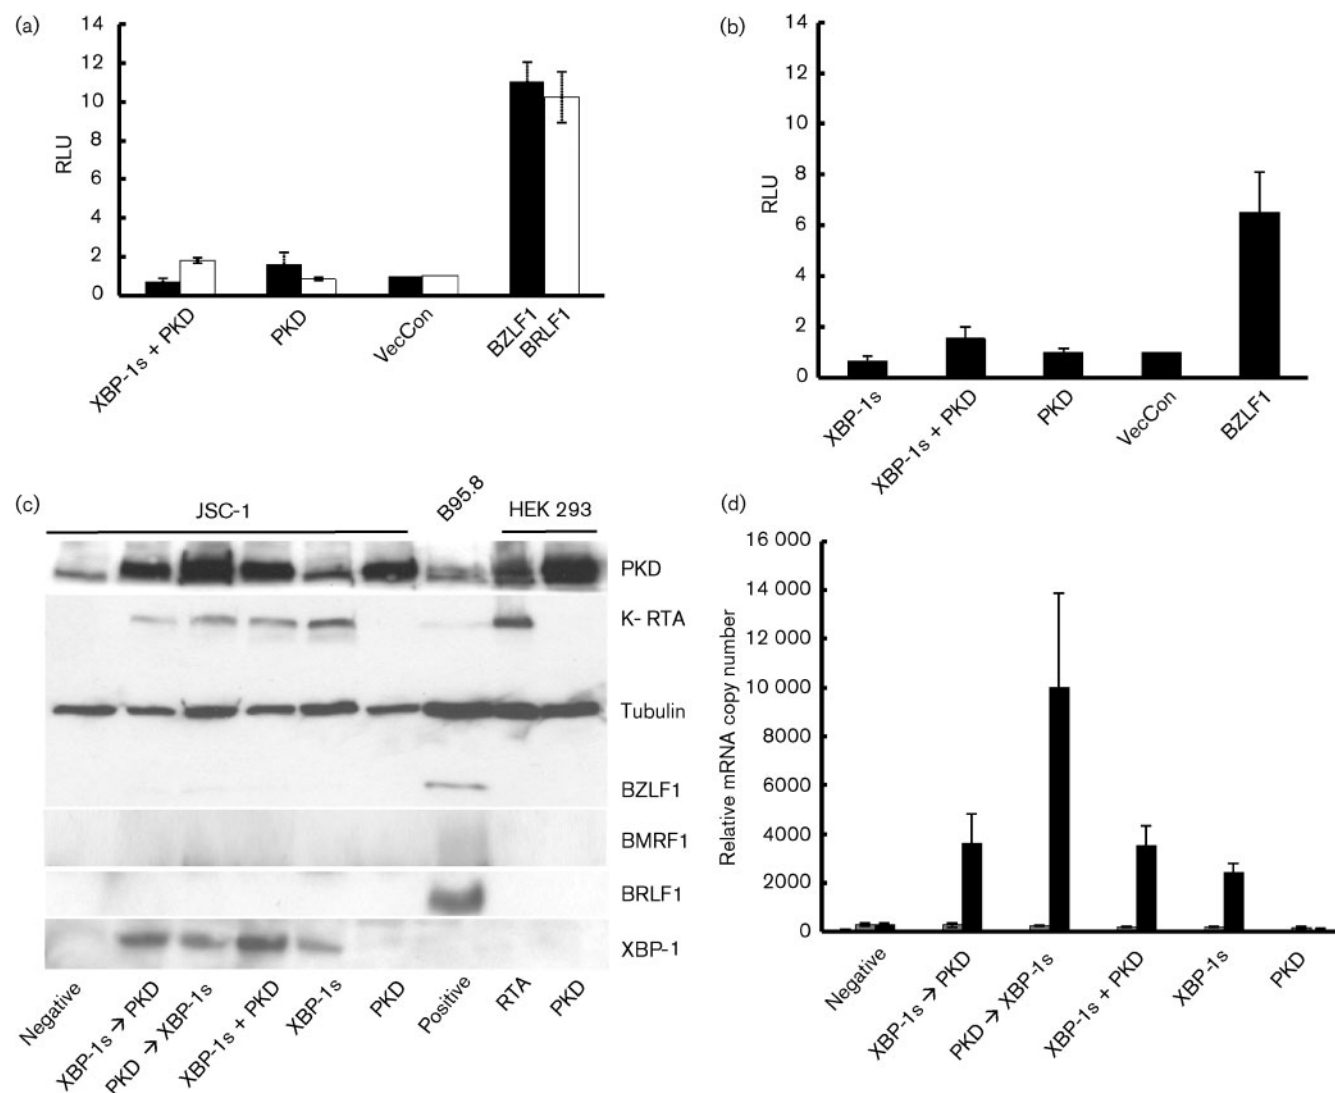 (a)
14
12
10
8
6
4
2
0
RLU
XBP-1s + PKD
PKD
VecCon
BZLF1
BRLF1
(b)
14
12
10
8
6
4
2
0
RLU
XBP-1s
XBP-1s + PKD
PKD
VecCon
BZLF1
(c)
JSC-1
B95.8
HEK 293
PKD
K- RTA
Tubulin
BZLF1
BMRF1
BRLF1
XBP-1
Negative
XBP-1s → PKD
PKD → XBP-1s
XBP-1s + PKD
XBP-1s
PKD
Positive
RTA
PKD
(d)
16 000
14 000
12 000
10 000
8000
6000
4000
2000
0
Relative mRNA copy number
Negative
XBP-1s → PKD
PKD → XBP-1s
XBP-1s + PKD
XBP-1s
PKD